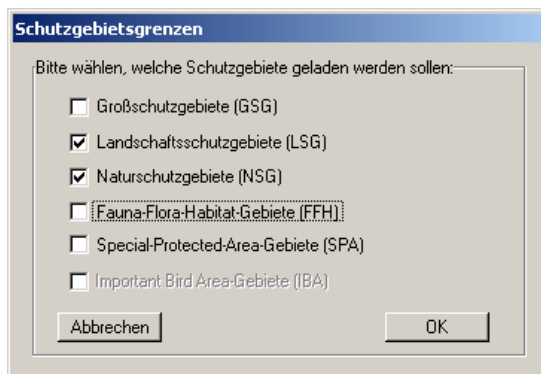 Schutzgebietsgrenzen
Bitte wählen, welche Schutzgebiete geladen werden sollen:
Großschutzgebiete (GSG)
Landschaftsschutzgebiete (LSG)
Naturschutzgebiete (NSG)
Fauna-Flora-Habitat-Gebiete (FFH)
Special-Protected-Area-Gebiete (SPA)
Important Bird Area-Gebiete (IBA)
Abbrechen OK